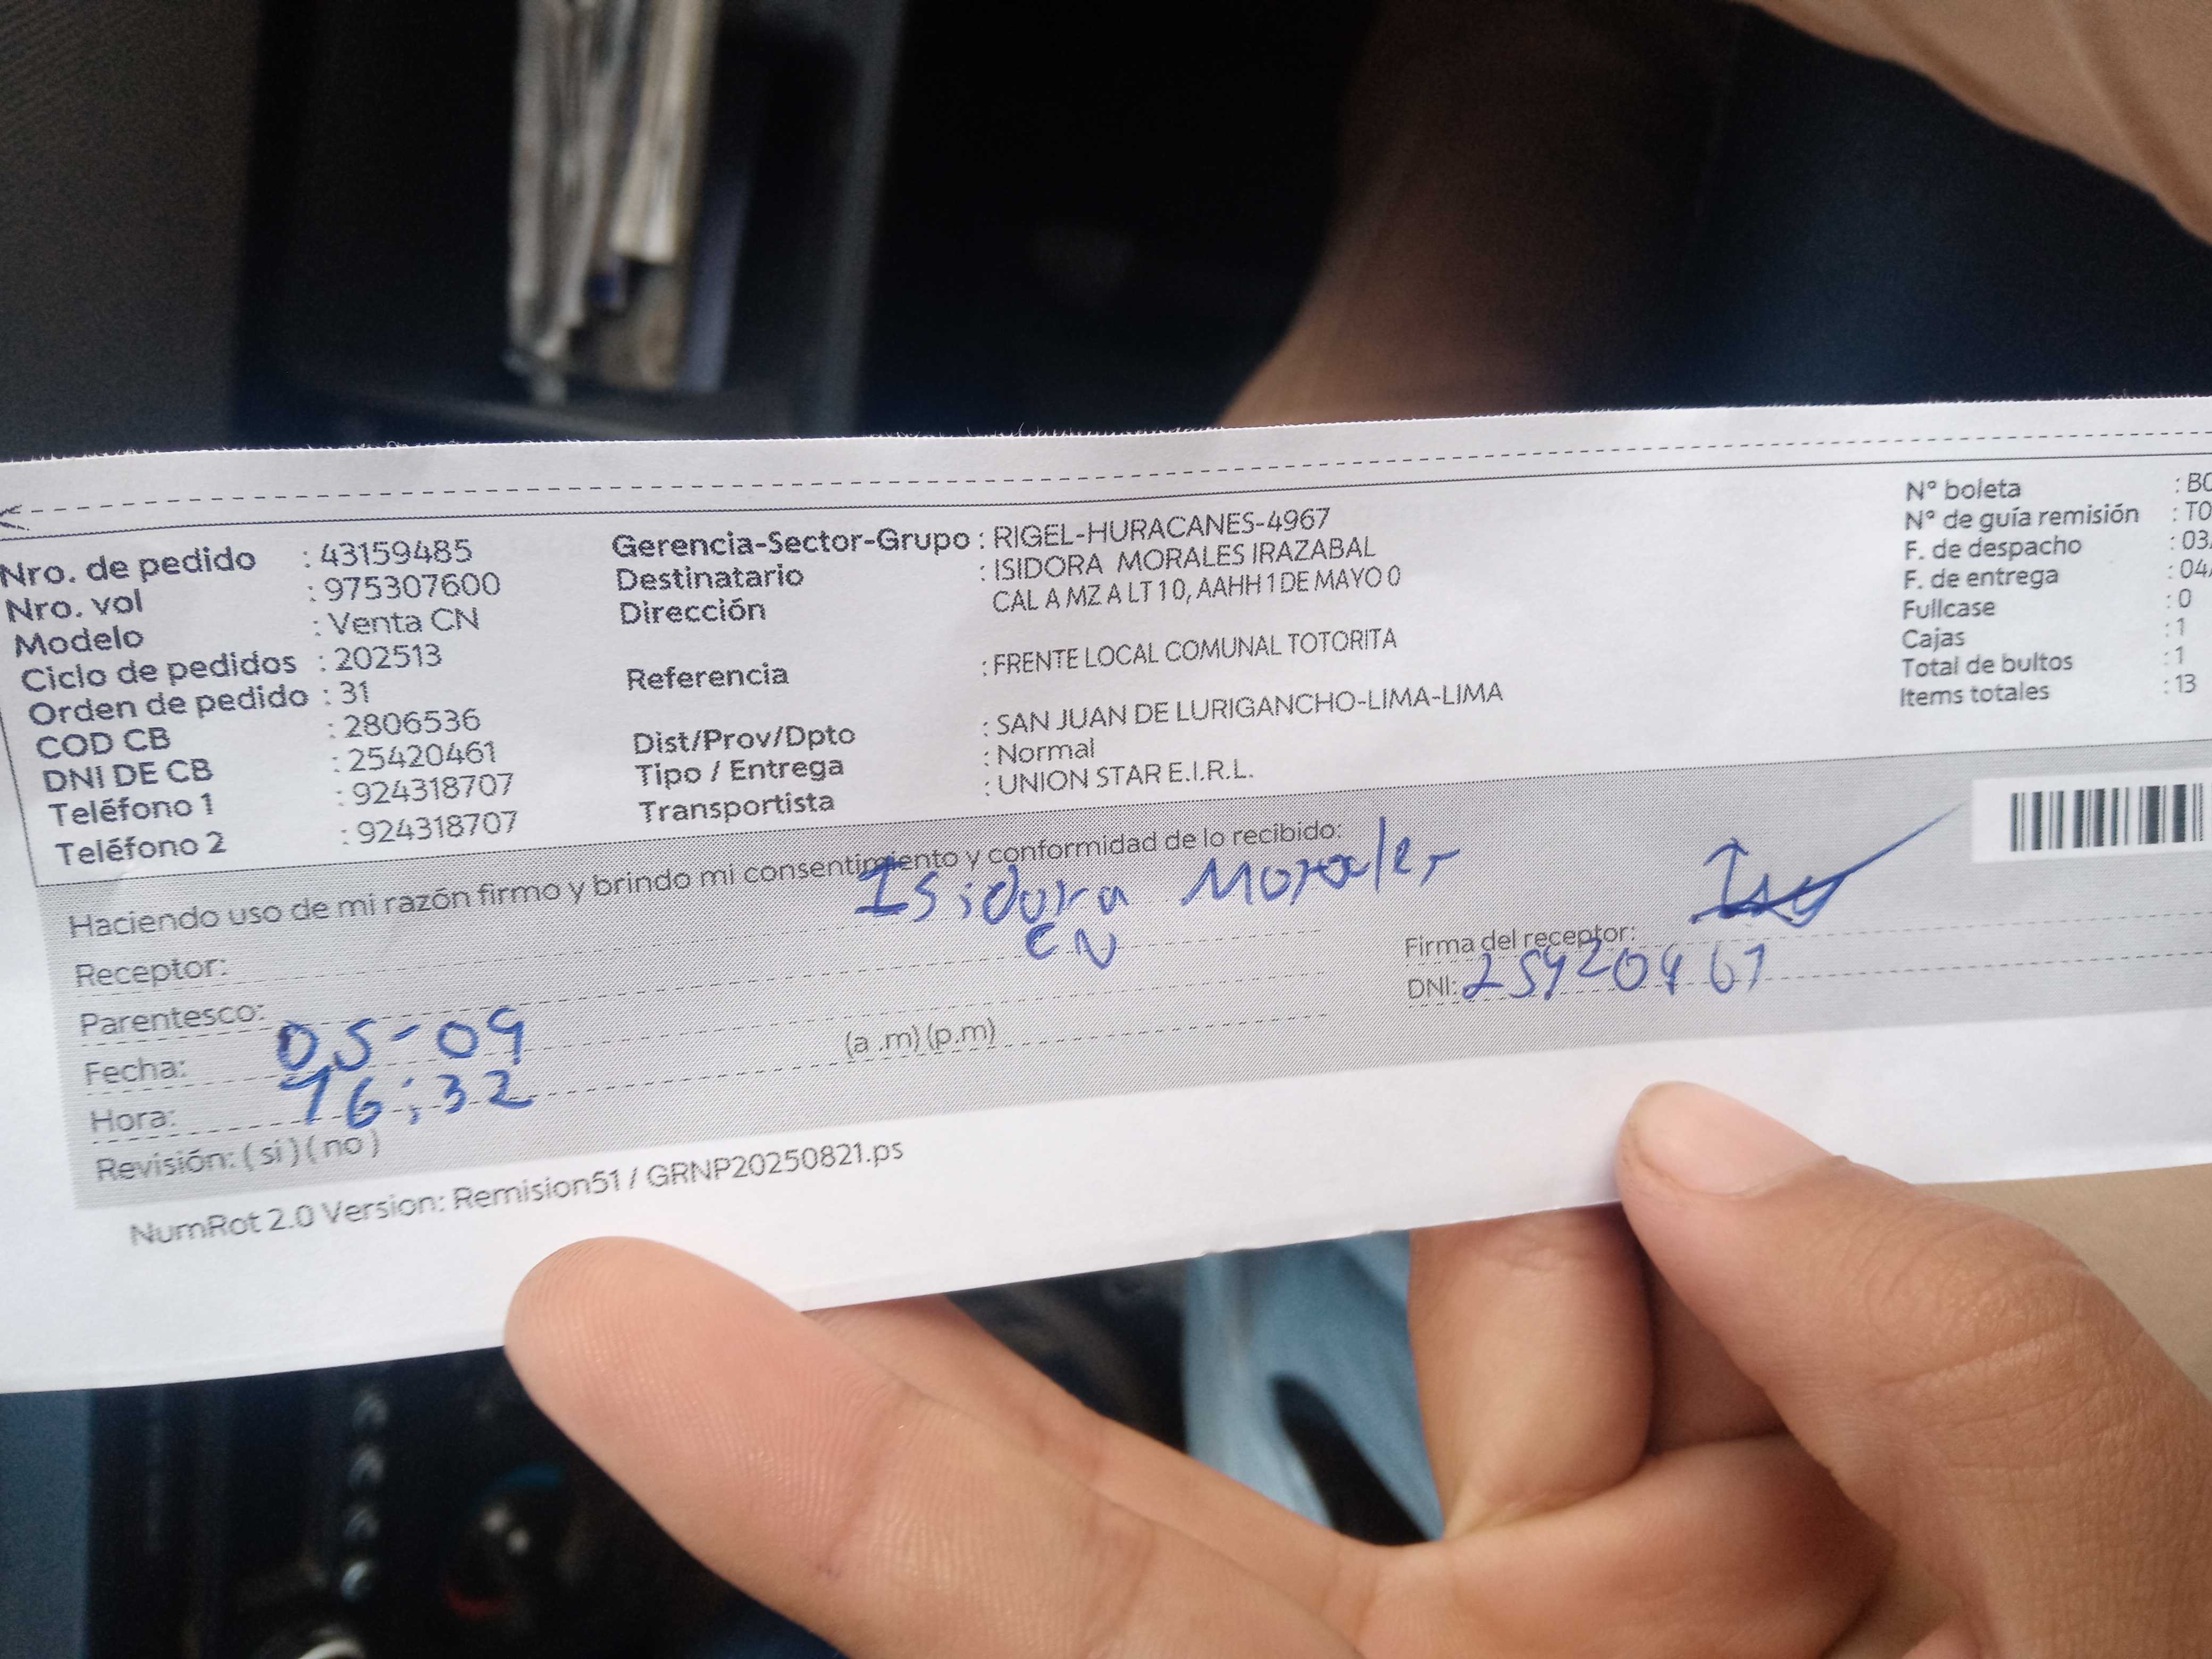 Nro. de pedido : 43159485
Nro. vol : 975307600
Modelo : Venta CN
Ciclo de pedidos : 202513
Orden de pedido : 31
COD CB : 2806536
DNI DE CB : 25420461
Teléfono 1 : 924318707
Teléfono 2 : 924318707
Gerencia-Sector-Grupo : RIGEL-HURACANES-4967
Destinatario : ISIDORA MORALES IRAZABAL
Dirección CAL A MZ A LT 10, AAHH 1 DE MAYO 0
Referencia : FRENTE LOCAL COMUNAL TOTORITA
Dist/Prov/Dpto : SAN JUAN DE LURIGANCHO-LIMA-LIMA
Tipo / Entrega : Normal
Transportista : UNION STAR E.I.R.L.
N° boleta : BO
N° de guía remisión : TO
F. de despacho : 03
F. de entrega : 04
Fullcase : 0
Cajas : 1
Total de bultos : 1
Items totales : 13
Haciendo uso de mi razón firmo y brindo mi consentimiento y conformidad de lo recibido:
Receptor: Isidora Morales
Parentesco: CN
Fecha: 05-09
Hora: 16:32 (a .m) (p.m)
Revisión: ( si ) ( no )
Firma del receptor:
DNI: 25420461
NumRot 2.0 Version: Remision51 / GRNP20250821.ps